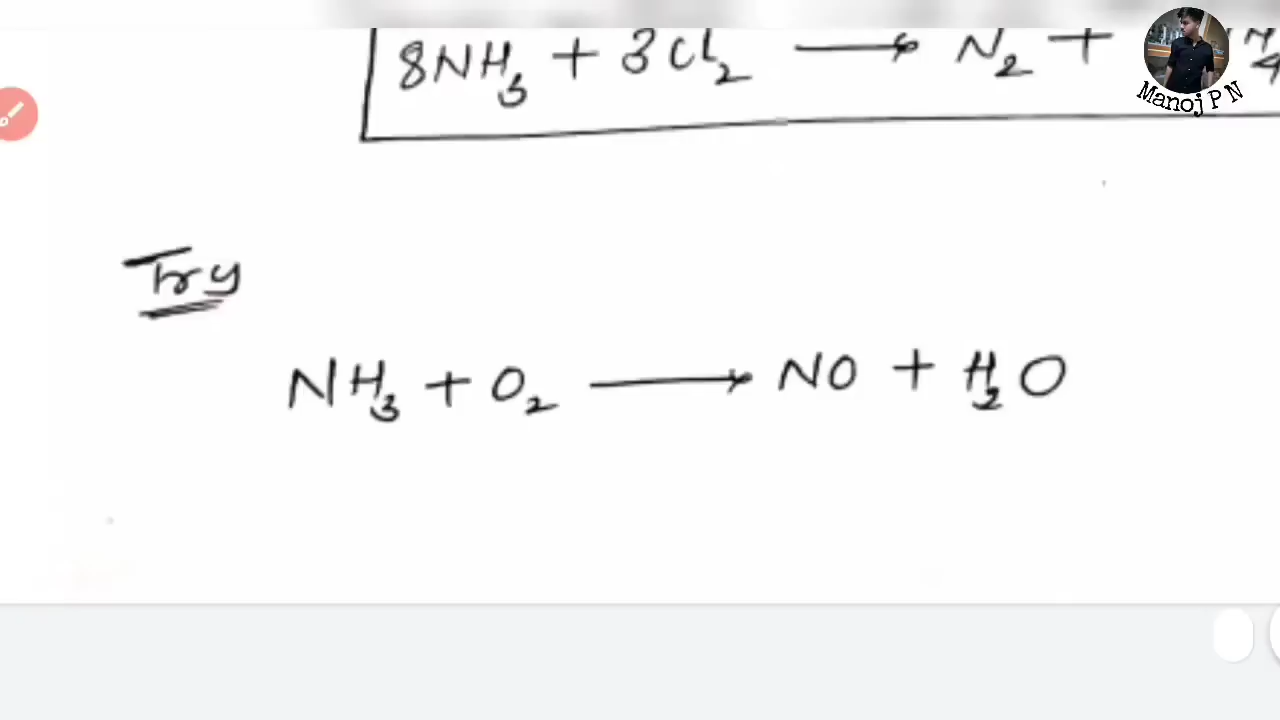 8NH₃ + 3Cl₂ → N₂ +
Manoj P N
Try
NH₃ + O₂ → NO + H₂O